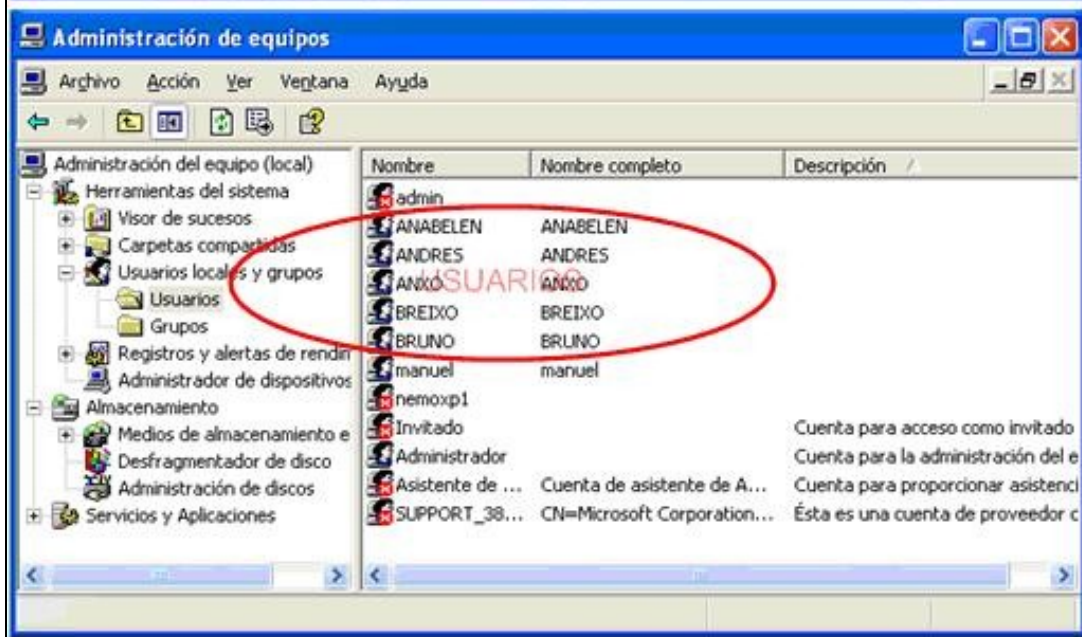 Administración de equipos
Archivo Acción Ver Ventana Ayuda
Administración del equipo (local)
Herramientas del sistema
Visor de sucesos
Carpetas compartidas
Usuarios locales y grupos
Usuarios
Grupos
Registros y alertas de rendin
Administrador de dispositivos
Almacenamiento
Medios de almacenamiento e
Desfragmentador de disco
Administración de discos
Servicios y Aplicaciones
Nombre Nombre completo Descripción
admin
ANABELEN ANABELEN
ANDRES ANDRES
ANXO ANXO
USUARIOS
BREIXO BREIXO
BRUNO BRUNO
manuel manuel
nemoxp1
Invitado Cuenta para acceso como invitado
Administrador Cuenta para la administración del e
Asistente de ... Cuenta de asistente de A... Cuenta para proporcionar asistenci
SUPPORT_38... CN=Microsoft Corporation... Ésta es una cuenta de proveedor c